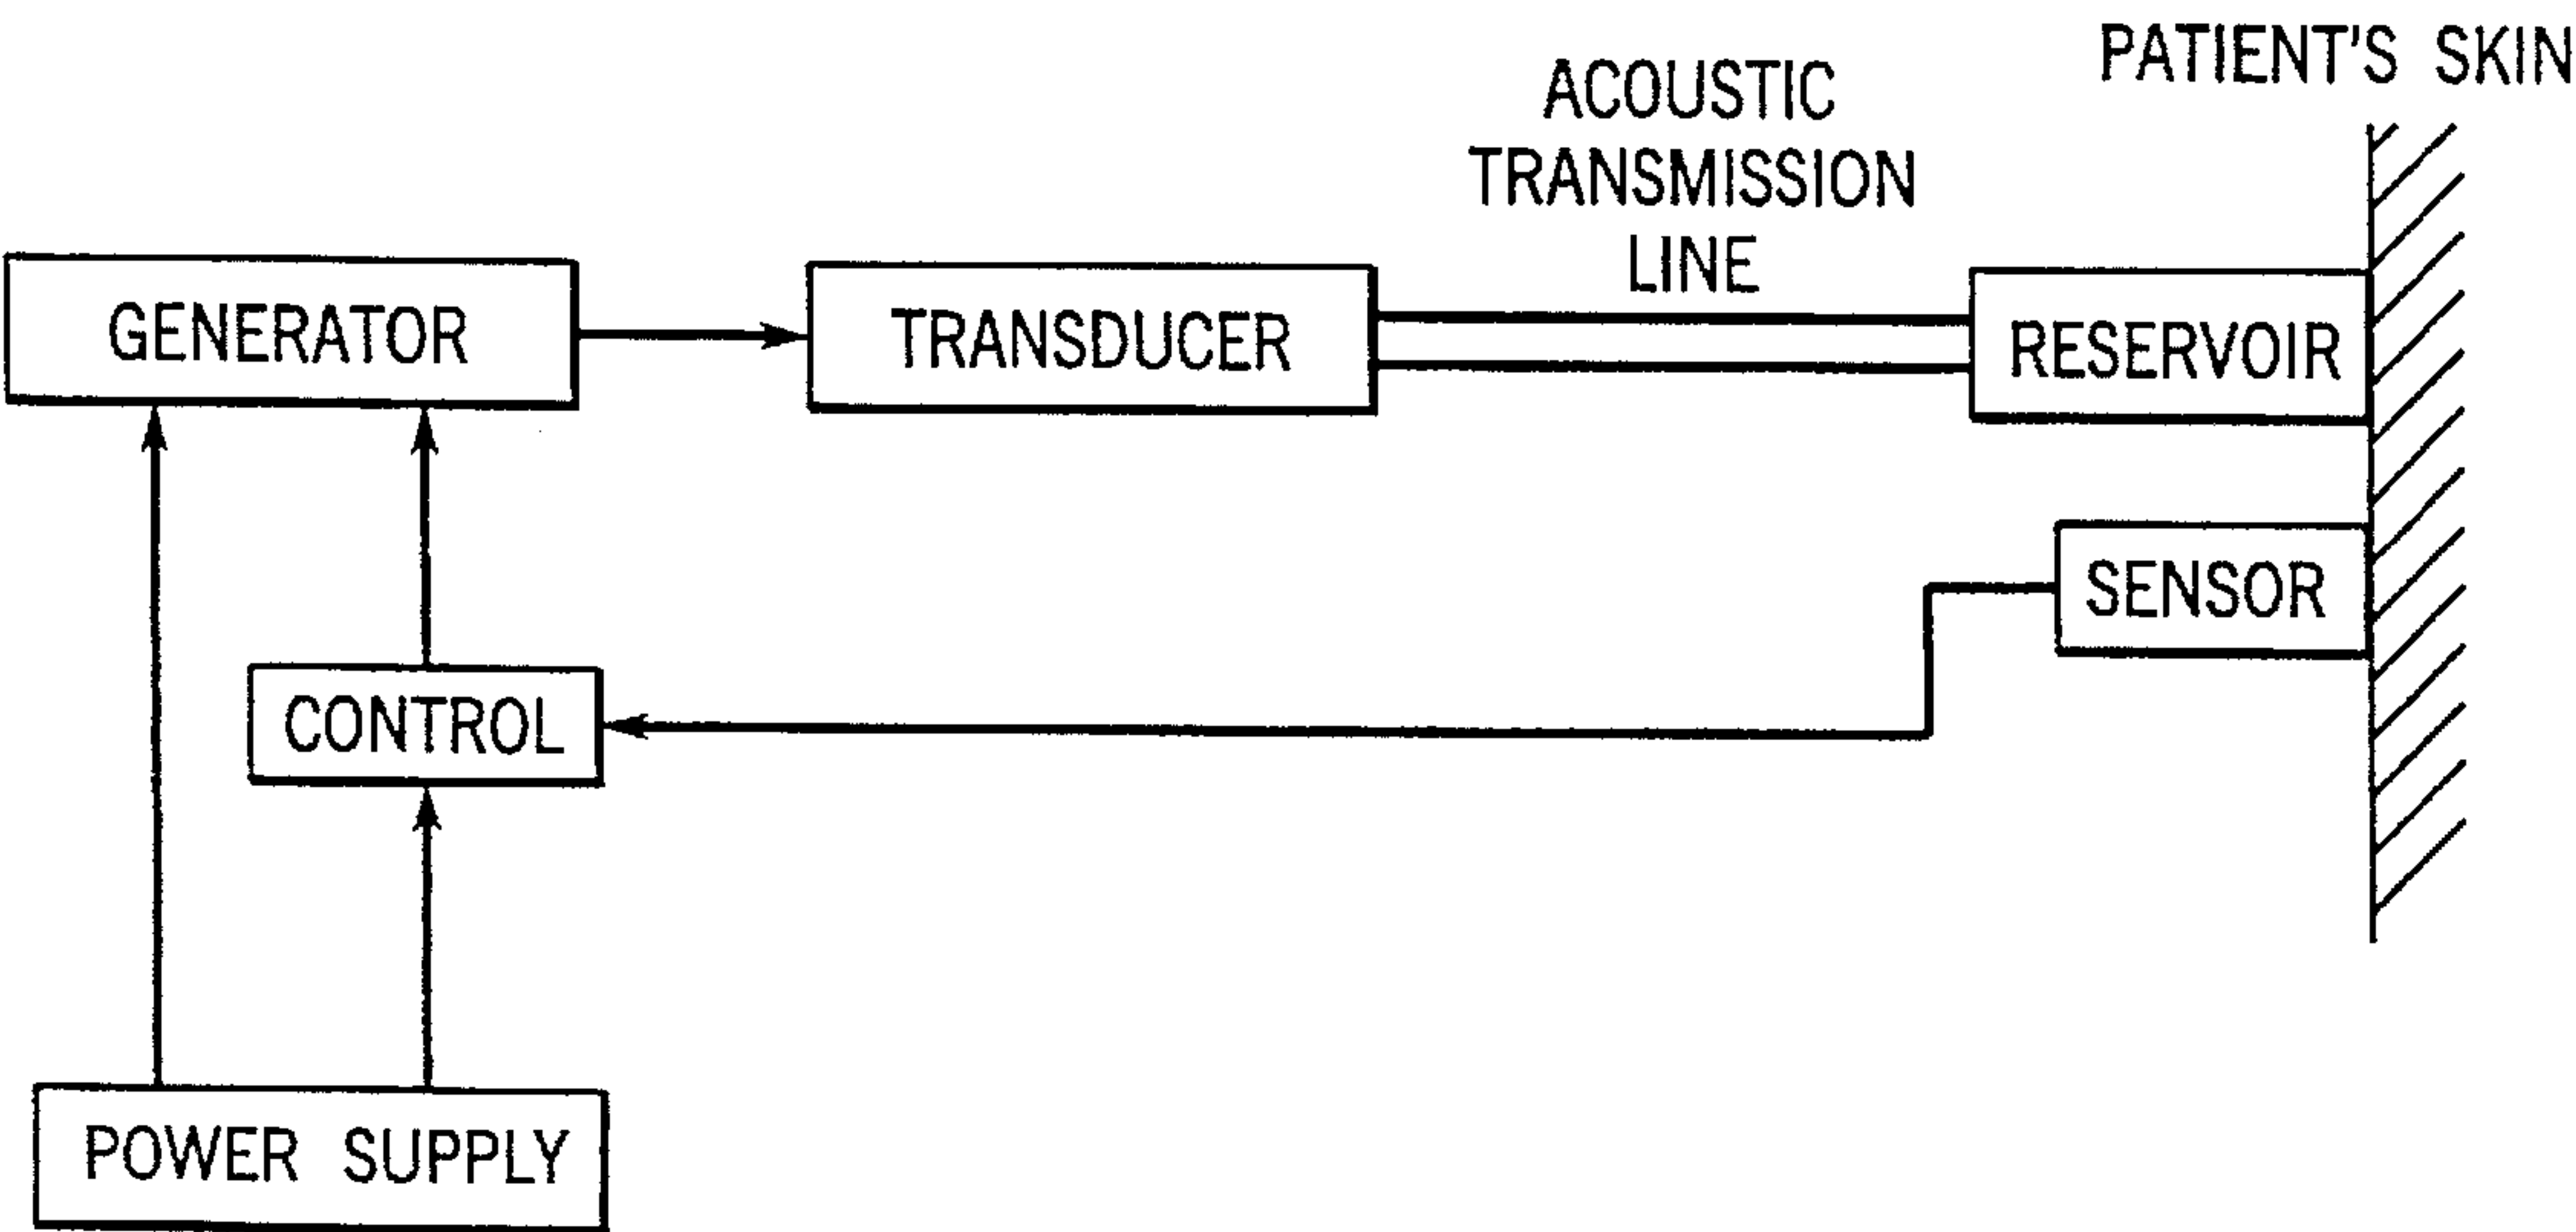 PATIENT'S SKIN
ACOUSTIC
TRANSMISSION
LINE
GENERATOR
TRANSDUCER
RESERVOIR
SENSOR
CONTROL
POWER SUPPLY